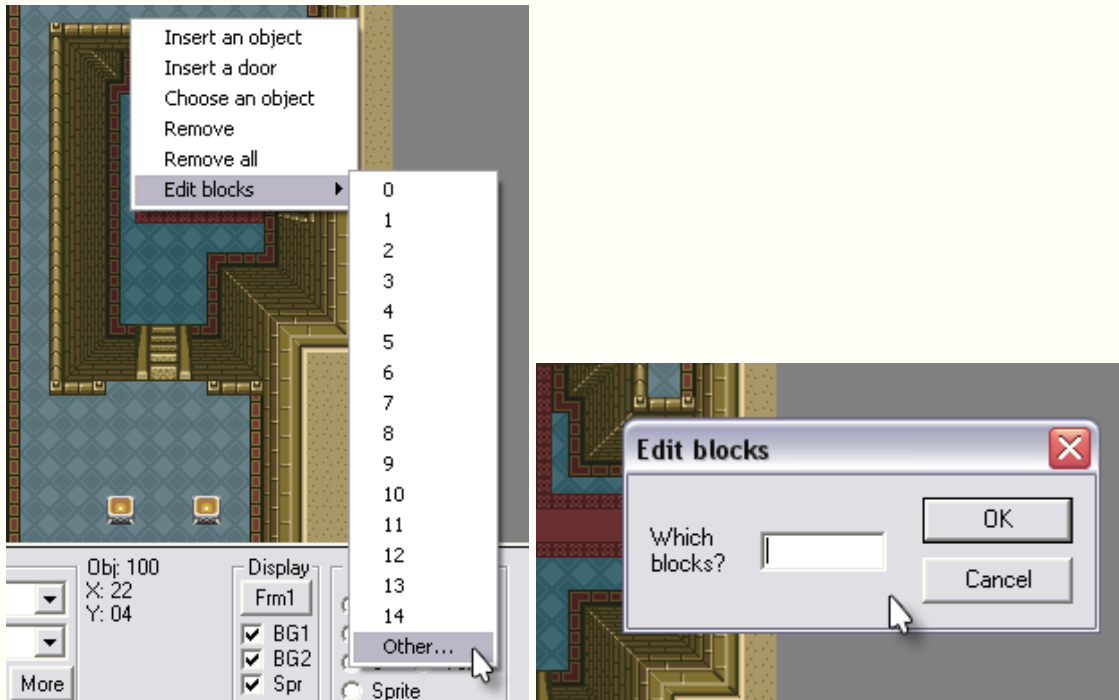 Insert an object
Insert a door
Choose an object
Remove
Remove all
Edit blocks
0
1
2
3
4
5
6
7
8
9
10
11
12
13
14
Other...
Obj: 100
X: 22
Y: 04
More
Display
Frm1
BG1
BG2
Spr
Sprite
Edit blocks
Which
blocks?
OK
Cancel